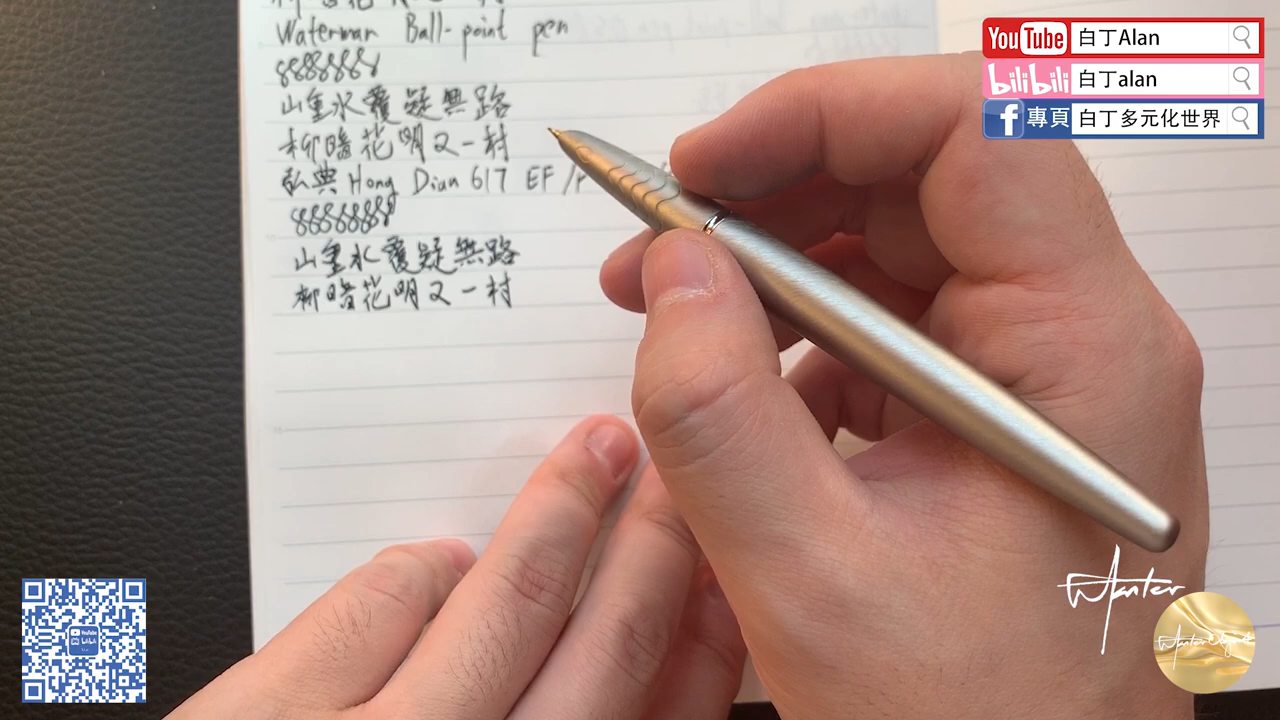 Waterman Ball-point pen
8888888
山重水覆疑無路
柳暗花明又一村
弘典 Hong Dian 617 EF /
88888888
山重水覆疑無路
柳暗花明又一村
YouTube 白丁Alan
bilibili 白丁alan
f 專頁 白丁多元化世界